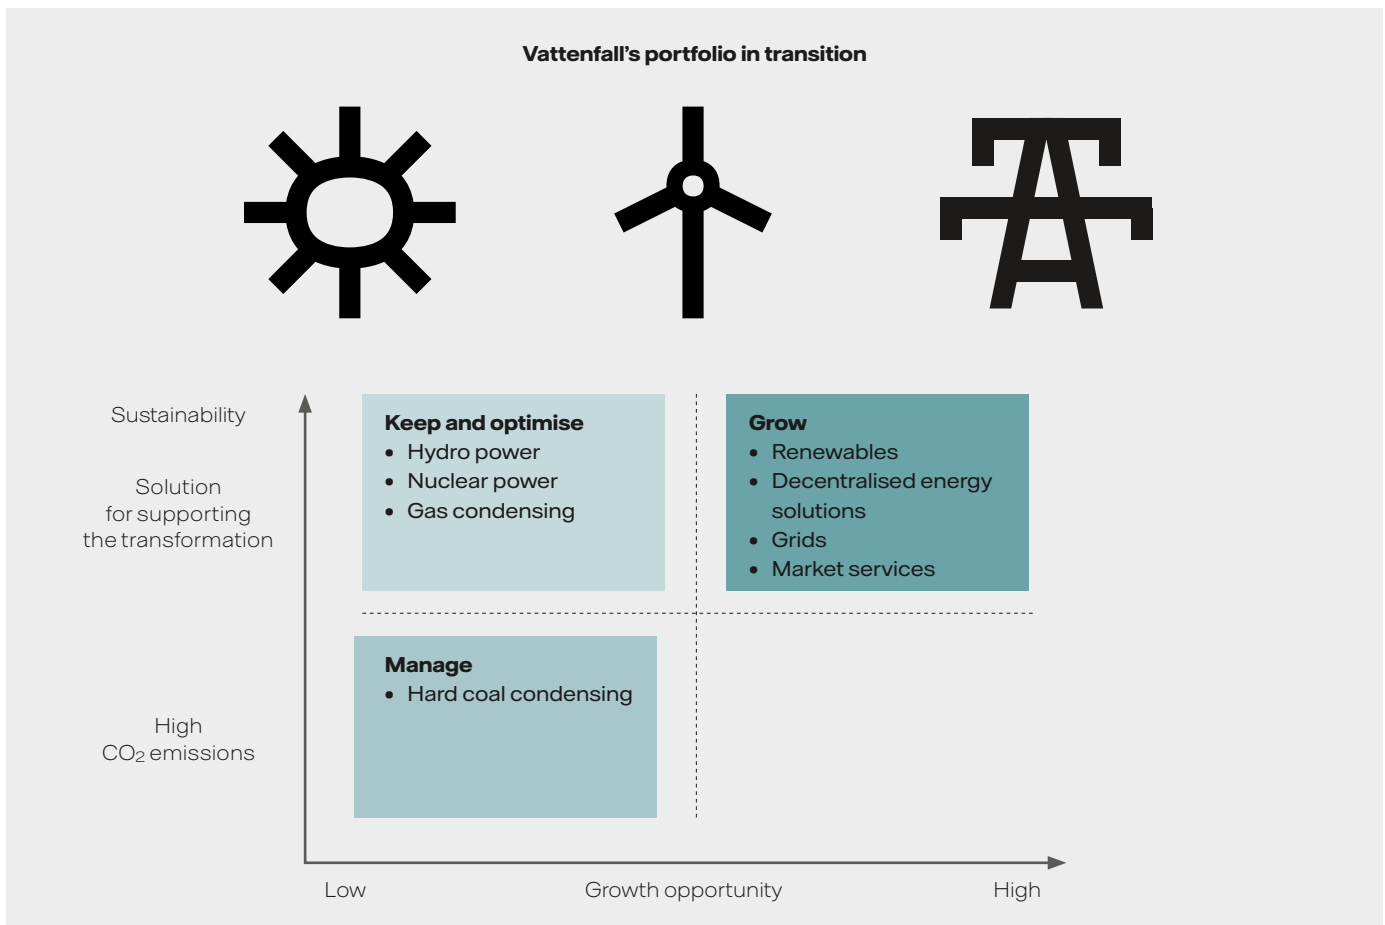 Vattenfall’s portfolio in transition
Sustainability
Solution
for supporting
the transformation
High
CO₂ emissions
Keep and optimise
• Hydro power
• Nuclear power
• Gas condensing
Grow
• Renewables
• Decentralised energy
solutions
• Grids
• Market services
Manage
• Hard coal condensing
Low
Growth opportunity
High